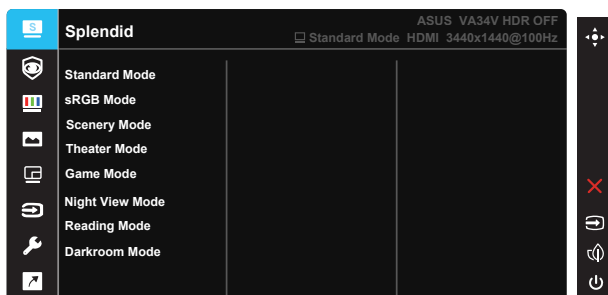 S
Splendid
ASUS VA34V HDR OFF
Standard Mode HDMI 3440x1440@100Hz
Standard Mode
sRGB Mode
Scenery Mode
Theater Mode
Game Mode
Night View Mode
Reading Mode
Darkroom Mode